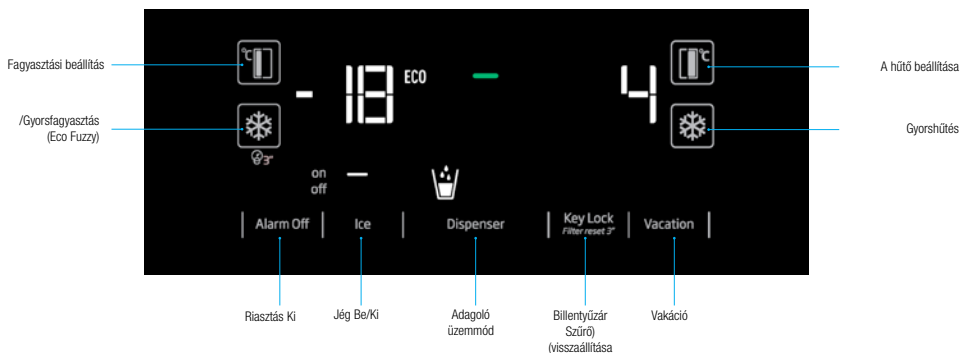 Fagyasztási beállítás
/Gyorsfagyasztás
(Eco Fuzzy)
°C
- 18
ECO
4
°C
A hűtő beállítása
Gyorshűtés
3"
on
off
Alarm Off
Ice
Dispenser
Key Lock
Filter reset 3"
Vacation
Riasztás Ki
Jég Be/Ki
Adagoló
üzemmód
Billentyűzár
Szűrő)
(visszaállítása
Vakáció